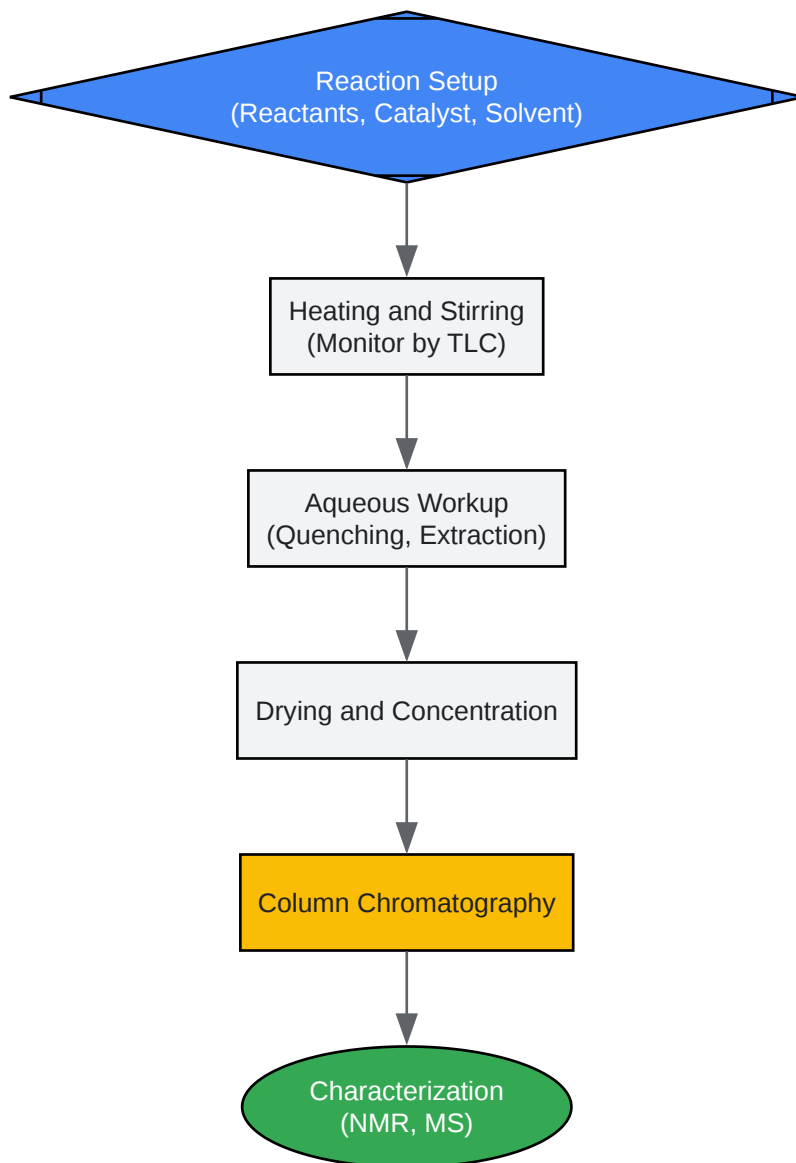 Reaction Setup
(Reactants, Catalyst, Solvent)
Heating and Stirring
(Monitor by TLC)
Aqueous Workup
(Quenching, Extraction)
Drying and Concentration
Column Chromatography
Characterization
(NMR, MS)